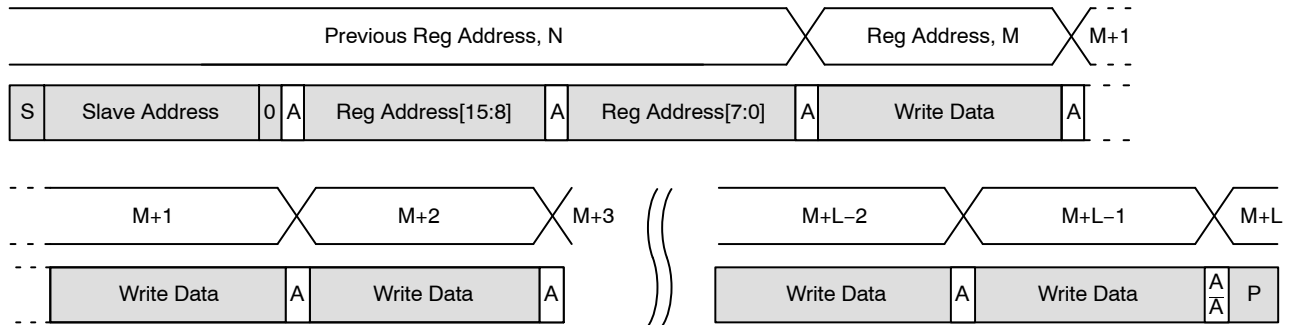 Previous Reg Address, N Reg Address, M M+1
S Slave Address 0 A Reg Address[15:8] A Reg Address[7:0] A Write Data A
M+1 M+2 M+3 M+L−2 M+L−1 M+L
Write Data A Write Data A Write Data A Write Data A A̅ P